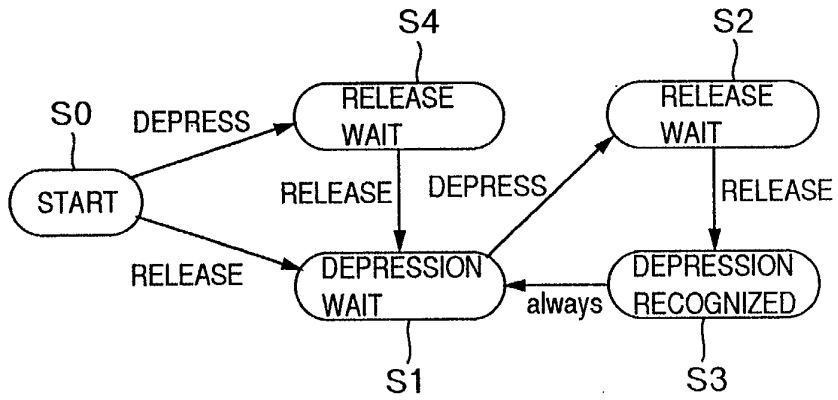 S4
S2
S0
DEPRESS
RELEASE
WAIT
RELEASE
WAIT
START
RELEASE
DEPRESS
RELEASE
RELEASE
DEPRESSION
WAIT
always
DEPRESSION
RECOGNIZED
S1
S3